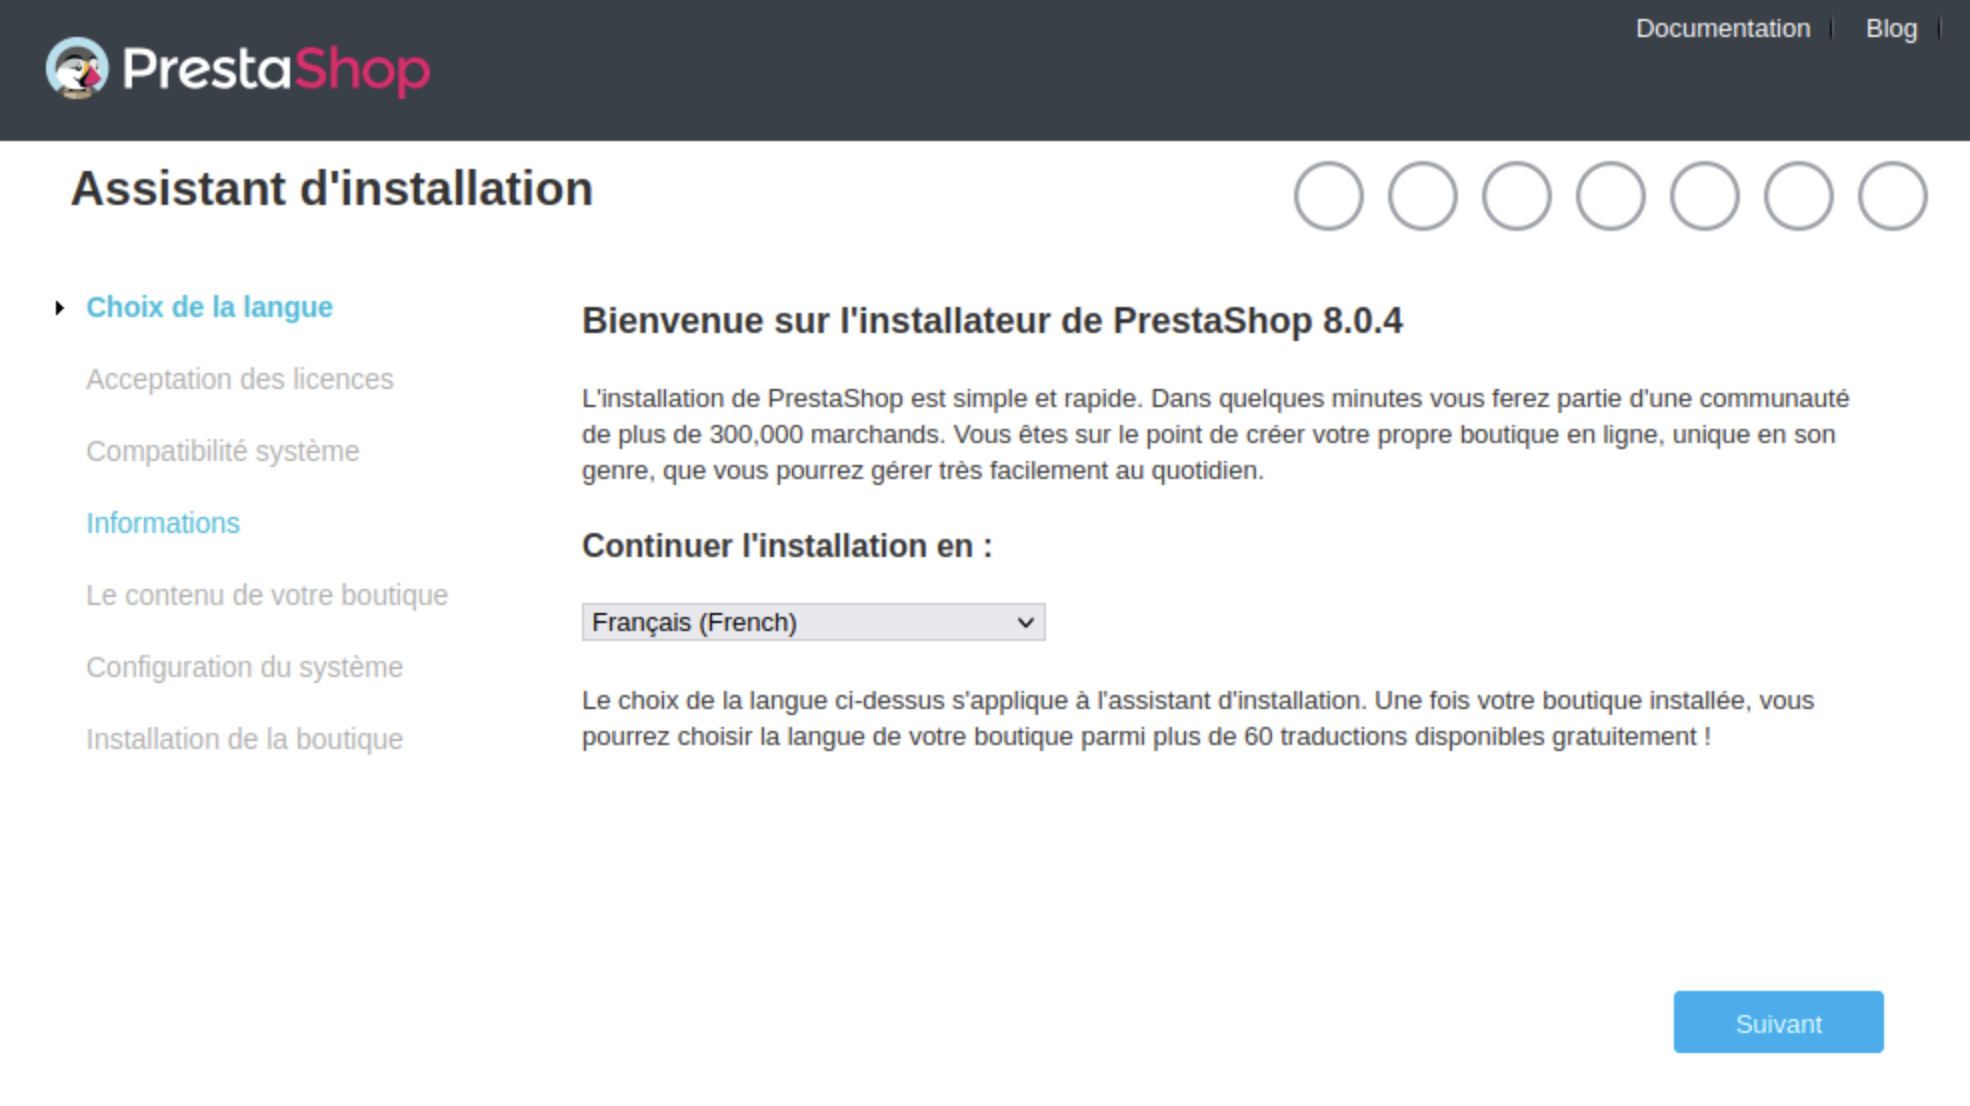 Documentation
Blog
PrestaShop
Assistant d'installation
Choix de la langue
Acceptation des licences
Compatibilité système
Informations
Le contenu de votre boutique
Configuration du système
Installation de la boutique
Bienvenue sur l'installateur de PrestaShop 8.0.4
L'installation de PrestaShop est simple et rapide. Dans quelques minutes vous ferez partie d'une communauté
de plus de 300,000 marchands. Vous êtes sur le point de créer votre propre boutique en ligne, unique en son
genre, que vous pourrez gérer très facilement au quotidien.
Continuer l'installation en :
Français (French)
Le choix de la langue ci-dessus s'applique à l'assistant d'installation. Une fois votre boutique installée, vous
pourrez choisir la langue de votre boutique parmi plus de 60 traductions disponibles gratuitement !
Suivant